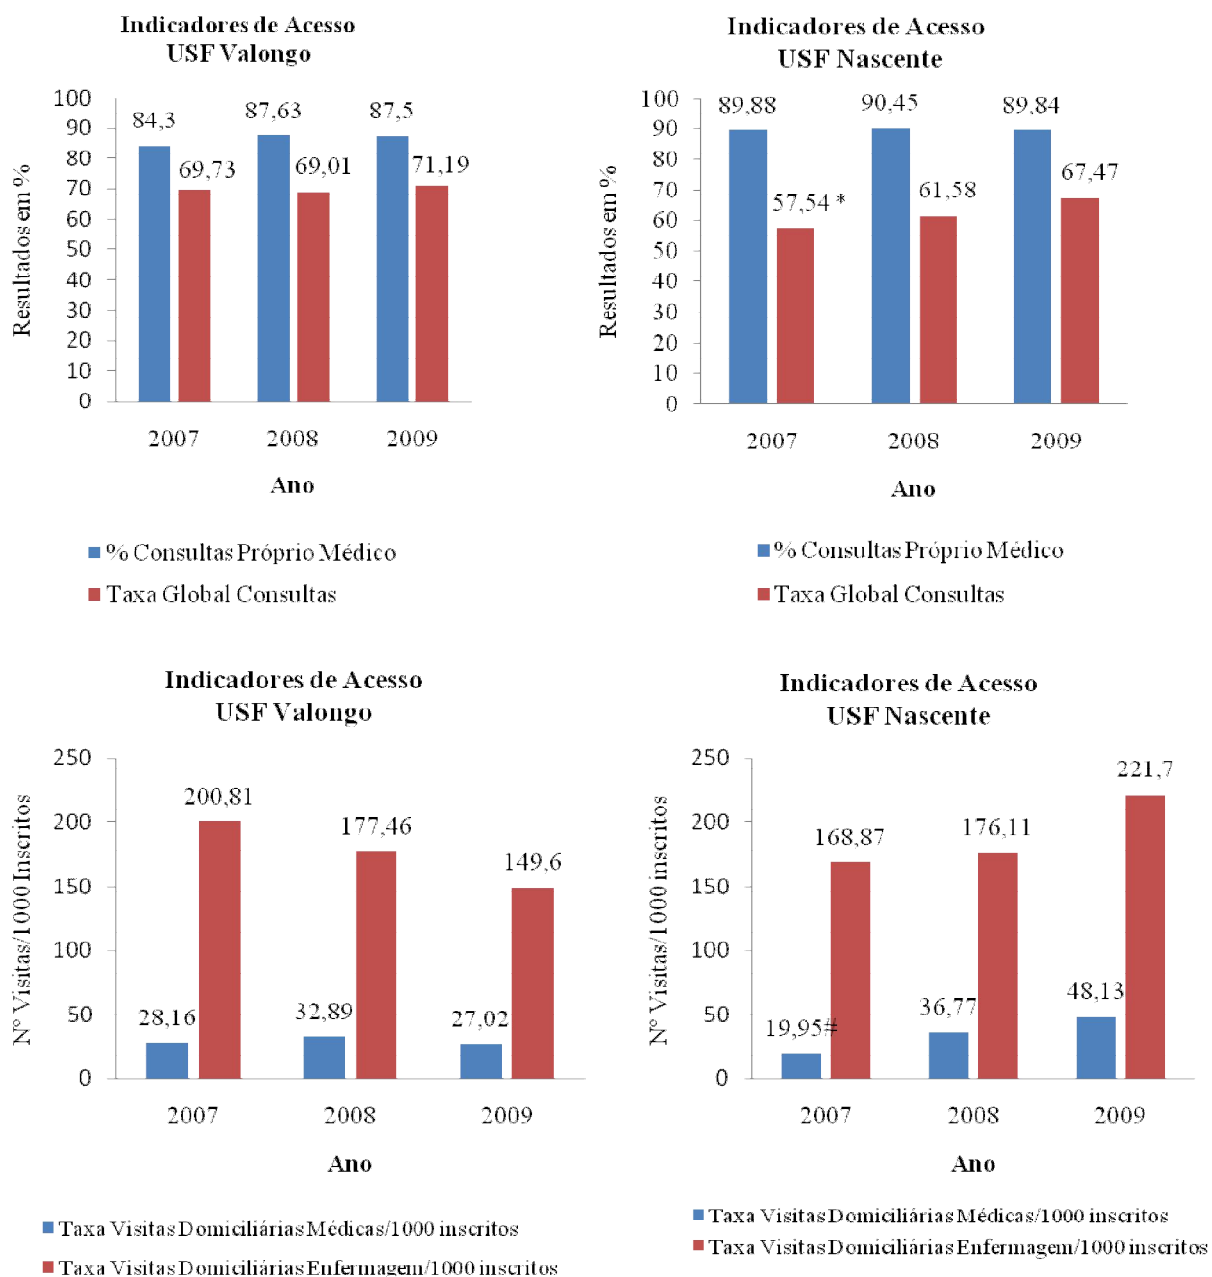 Indicadores de Acesso
USF Valongo
Resultados em %
100
90
80
70
60
50
40
30
20
10
0
84,3
69,73
87,63
69,01
87,5
71,19
2007
2008
2009
Ano
% Consultas Próprio Médico
Taxa Global Consultas
Indicadores de Acesso
USF Nascente
Resultados em %
100
90
80
70
60
50
40
30
20
10
0
89,88
57,54 *
90,45
61,58
89,84
67,47
2007
2008
2009
Ano
% Consultas Próprio Médico
Taxa Global Consultas
Indicadores de Acesso
USF Valongo
Nº Visitas/1000 Inscritos
250
200
150
100
50
0
28,16
200,81
32,89
177,46
27,02
149,6
2007
2008
2009
Ano
Taxa Visitas Domiciliárias Médicas/1000 inscritos
Taxa Visitas Domiciliárias Enfermagem/1000 inscritos
Indicadores de Acesso
USF Nascente
Nº Visitas/1000 inscritos
250
200
150
100
50
0
19,95#
168,87
36,77
176,11
48,13
221,7
2007
2008
2009
Ano
Taxa Visitas Domiciliárias Médicas/1000 inscritos
Taxa Visitas Domiciliárias Enfermagem/1000 inscritos